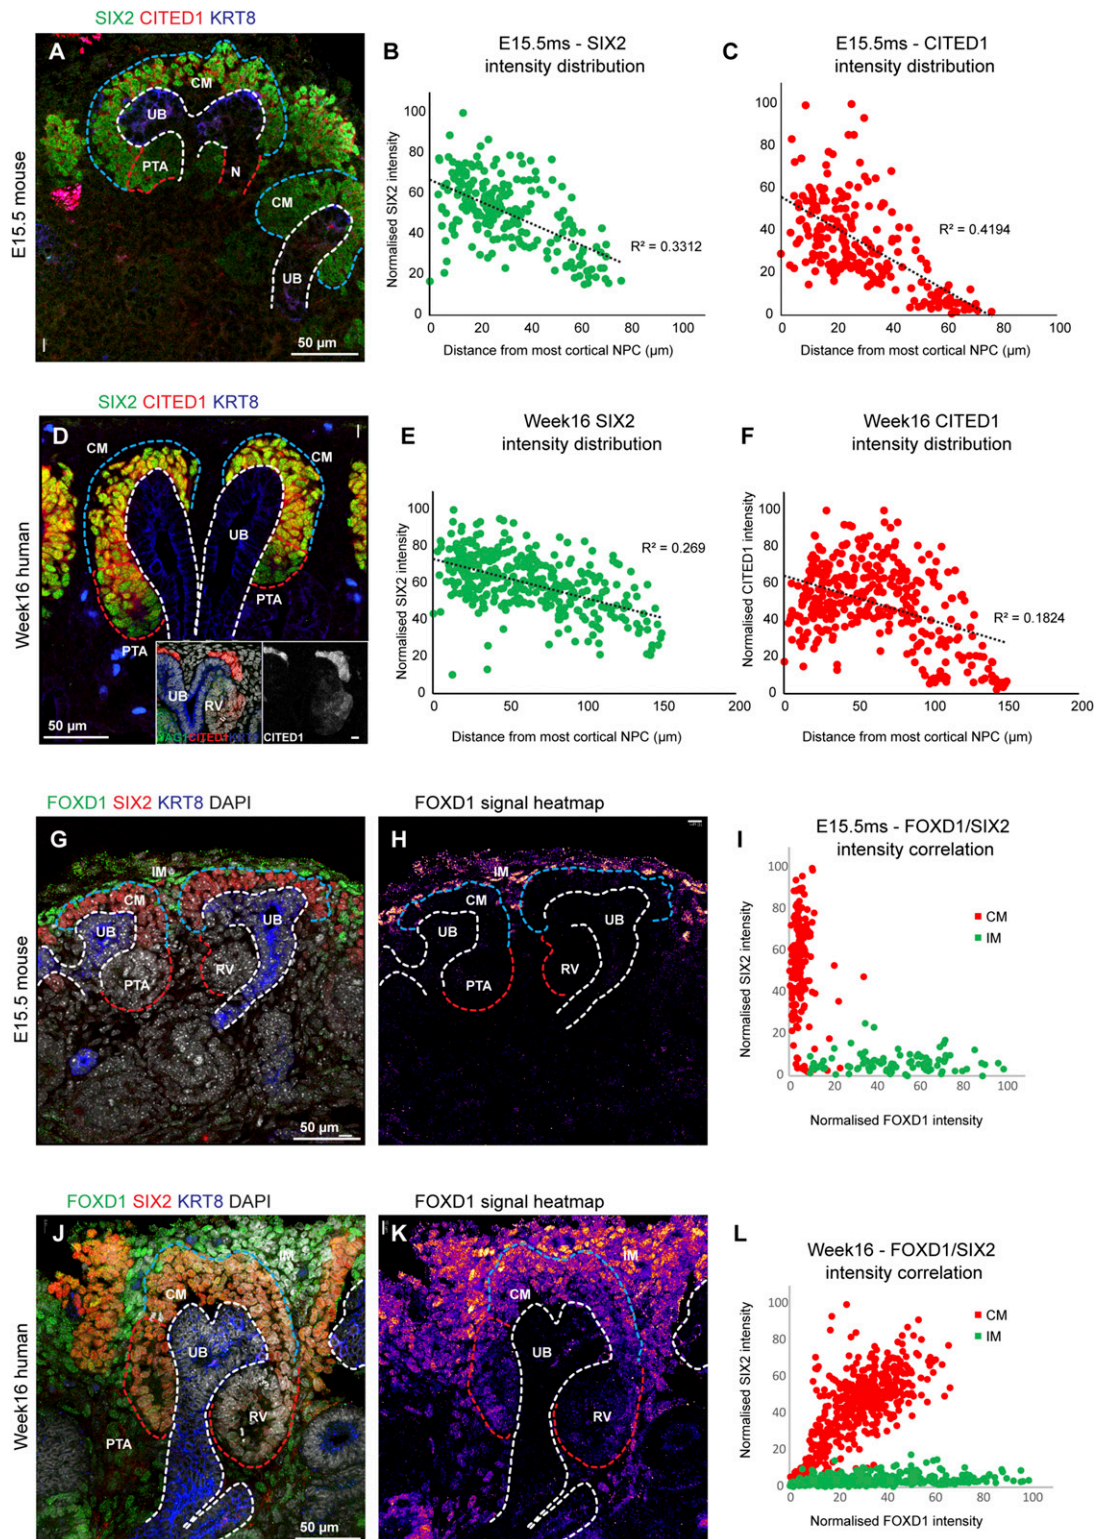 SIX2 CITED1 KRT8
A
CM
UB
PTA
N
CM
UB
50 µm
E15.5 mouse
B
E15.5ms - SIX2
intensity distribution
Normalised SIX2 intensity
100
80
60
40
20
0
R² = 0.3312
0 20 40 60 80 100
Distance from most cortical NPC (µm)
C
E15.5ms - CITED1
intensity distribution
Normalised SIX2 intensity
100
80
60
40
20
0
R² = 0.4194
0 20 40 60 80 100
Distance from most cortical NPC (µm)
SIX2 CITED1 KRT8
D
CM
CM
UB
PTA
PTA
UB
RV
CITED1
50 µm
Week16 human
E
Week16 SIX2
intensity distribution
Normalised SIX2 intensity
100
80
60
40
20
0
R² = 0.269
0 50 100 150 200
Distance from most cortical NPC (µm)
F
Week16 CITED1
intensity distribution
Normalised CITED1 intensity
100
80
60
40
20
0
R² = 0.1824
0 50 100 150 200
Distance from most cortical NPC (µm)
FOXD1 SIX2 KRT8 DAPI
G
IM
CM
UB
UB
PTA
RV
50 µm
E15.5 mouse
FOXD1 signal heatmap
H
IM
CM
UB
UB
PTA
RV
I
E15.5ms - FOXD1/SIX2
intensity correlation
Normalised SIX2 intensity
100
80
60
40
20
0
CM
IM
0 20 40 60 80 100
Normalised FOXD1 intensity
FOXD1 SIX2 KRT8 DAPI
J
IM
CM
UB
RV
PTA
50 µm
Week16 human
FOXD1 signal heatmap
K
IM
CM
UB
RV
L
Week16 - FOXD1/SIX2
intensity correlation
Normalised SIX2 intensity
100
80
60
40
20
0
CM
IM
0 20 40 60 80 100
Normalised FOXD1 intensity